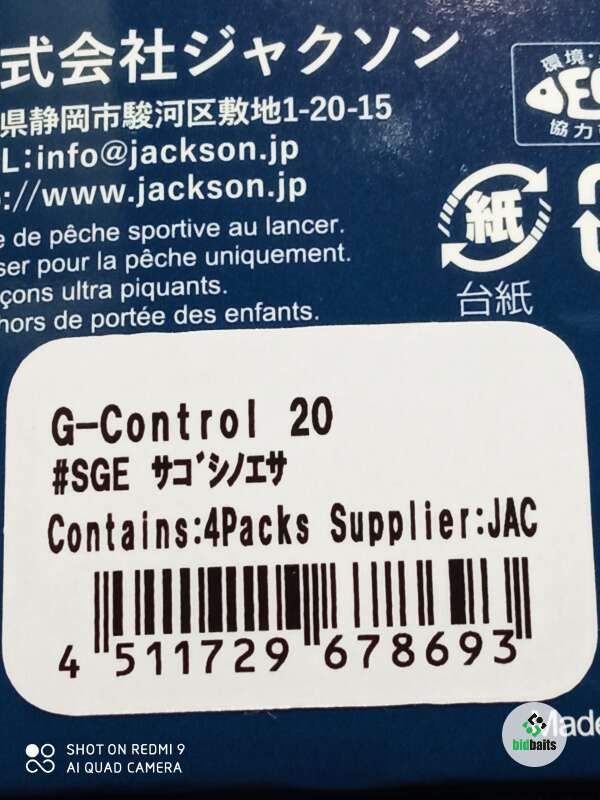 式会社ジャクソン
県静岡市駿河区敷地1-20-15
L:info@jackson.jp
://www.jackson.jp
de pêche sportive au lancer.
pour la pêche uniquement.
ultra piquants.
hors de portée des enfants.
環境・
協力
紙
台紙
G-Control 20
#SGE サゴシノエサ
Contains:4Packs Supplier:JAC
4 511729 678693
Made
bidbaits
SHOT ON REDMI 9
AI QUAD CAMERA